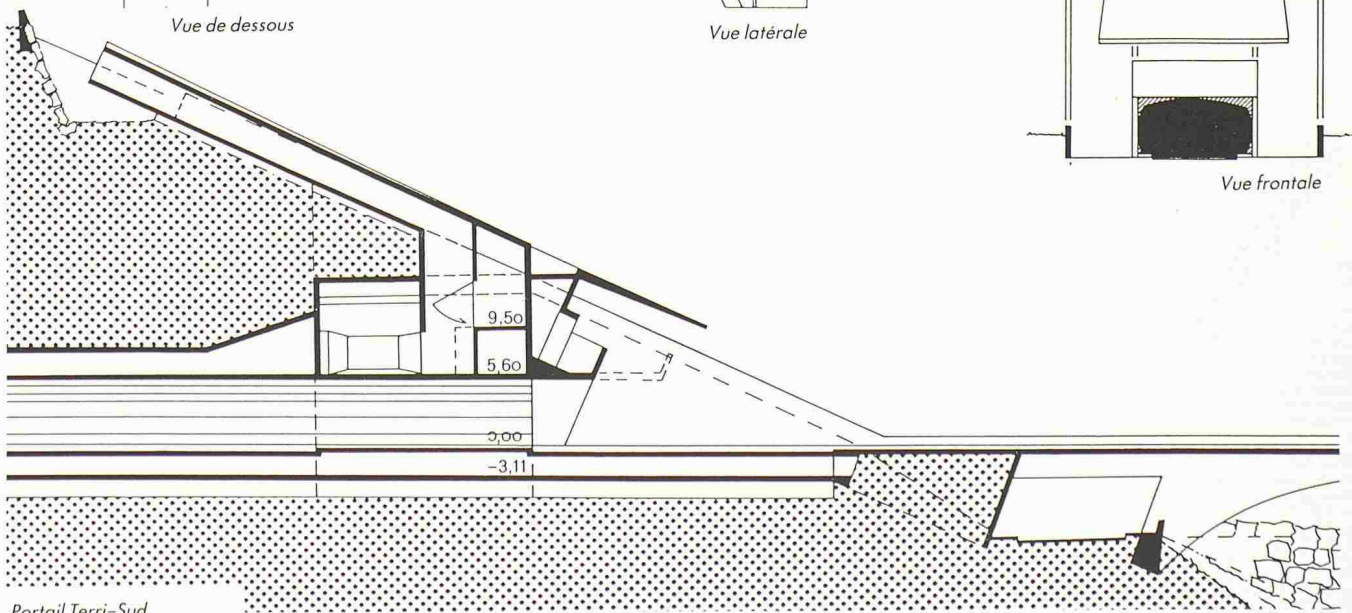 Vue de dessous
Vue latérale
Vue frontale
9,50
5,60
0,00
−3,11
Portail Terri–Sud